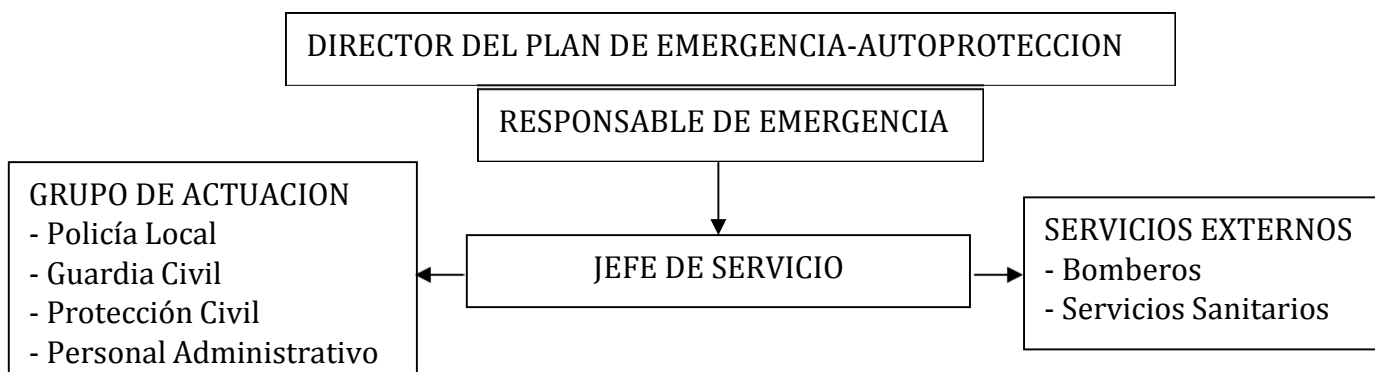 DIRECTOR DEL PLAN DE EMERGENCIA-AUTOPROTECCION
RESPONSABLE DE EMERGENCIA
GRUPO DE ACTUACION
- Policía Local
- Guardia Civil
- Protección Civil
- Personal Administrativo
JEFE DE SERVICIO
SERVICIOS EXTERNOS
- Bomberos
- Servicios Sanitarios